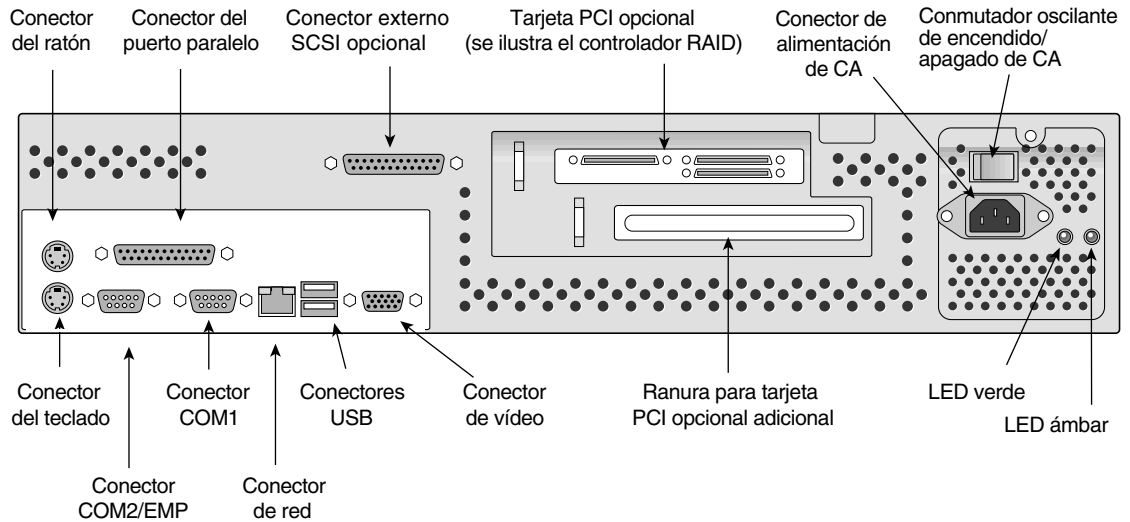 Conector
del ratón
Conector del
puerto paralelo
Conector externo
SCSI opcional
Tarjeta PCI opcional
(se ilustra el controlador RAID)
Conector de
alimentación
de CA
Conmutador oscilante
de encendido/
apagado de CA
Conector
del teclado
Conector
COM1
Conectores
USB
Conector
de vídeo
Ranura para tarjeta
PCI opcional adicional
LED verde
LED ámbar
Conector
COM2/EMP
Conector
de red